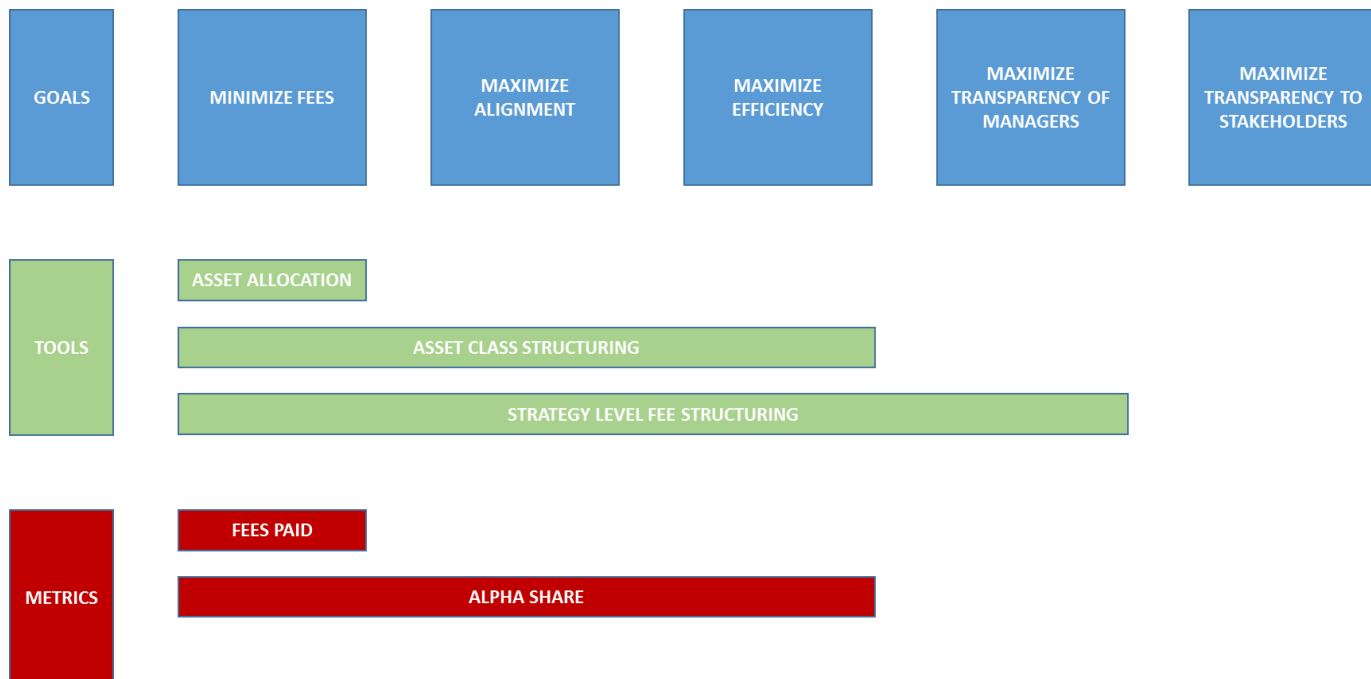 GOALS
MINIMIZE FEES
MAXIMIZE
ALIGNMENT
MAXIMIZE
EFFICIENCY
MAXIMIZE
TRANSPARENCY OF
MANAGERS
MAXIMIZE
TRANSPARENCY TO
STAKEHOLDERS
TOOLS
ASSET ALLOCATION
ASSET CLASS STRUCTURING
STRATEGY LEVEL FEE STRUCTURING
METRICS
FEES PAID
ALPHA SHARE